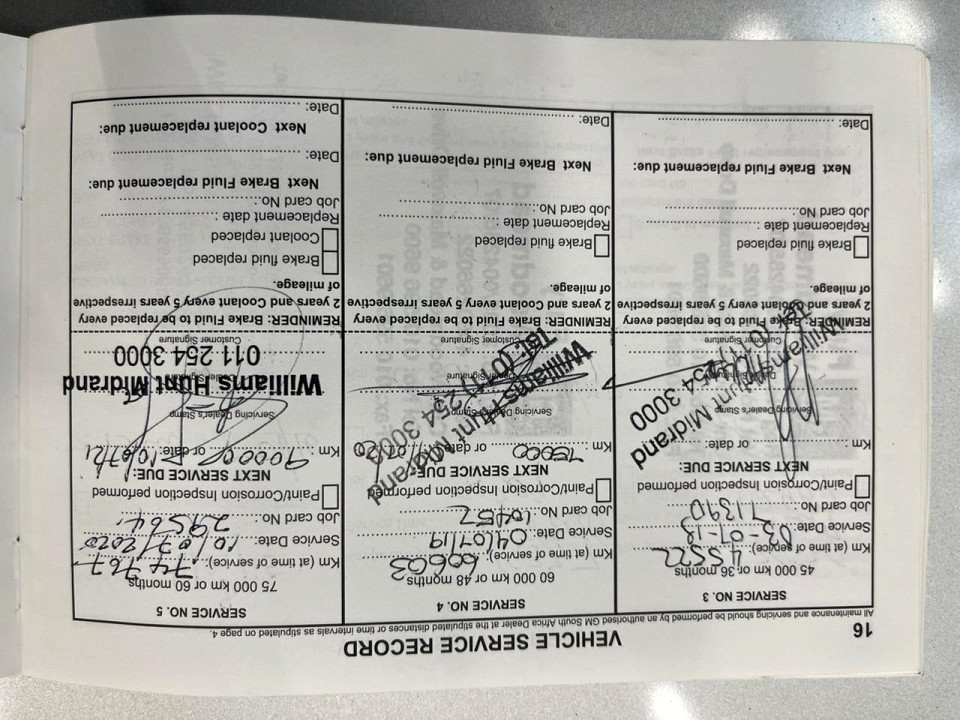 16
VEHICLE SERVICE RECORD
All maintenance and servicing should be performed by an authorised GM South Africa Dealer at the stipulated distances or time intervals as stipulated on page 4.
SERVICE NO. 3
45 000 km or 36 months
Km (at time of service): 45522
Service Date:
Job card No.: 71390
Paint/Corrosion Inspection performed
NEXT SERVICE DUE:
Km : or date:
Servicing Dealer's Stamp
Williams Hunt Midrand
Dealer Signature
Customer Signature
REMINDER: Brake Fluid to be replaced every
2 years and Coolant every 5 years irrespective
of mileage.
Brake fluid replaced
Replacement date :
Job card No.:
Next Brake Fluid replacement due:
Date:
SERVICE NO. 4
60 000 km or 48 months
Km (at time of service): 60603
Service Date: 04/07/19
Job card No.: 10457
Paint/Corrosion Inspection performed
NEXT SERVICE DUE:
Km : 75000 or date:
Servicing Dealer's Stamp
Williams Hunt Midrand
Dealer Signature
Customer Signature
REMINDER: Brake Fluid to be replaced every
2 years and Coolant every 5 years irrespective
of mileage.
Brake fluid replaced
Replacement date :
Job card No.:
Next Brake Fluid replacement due:
Date:
SERVICE NO. 5
75 000 km or 60 months
Km (at time of service): 74767
Service Date: 10/07/2020
Job card No.: 29564
Paint/Corrosion Inspection performed
NEXT SERVICE DUE:
Km : 90000 or date: 10/07/21
Servicing Dealer's Stamp
Williams Hunt Midrand
Dealer Signature
011 254 3000
Customer Signature
REMINDER: Brake Fluid to be replaced every
2 years and Coolant every 5 years irrespective
of mileage.
Brake fluid replaced
Coolant replaced
Replacement date :
Job card No.:
Next Brake Fluid replacement due:
Date:
Next Coolant replacement due:
Date: